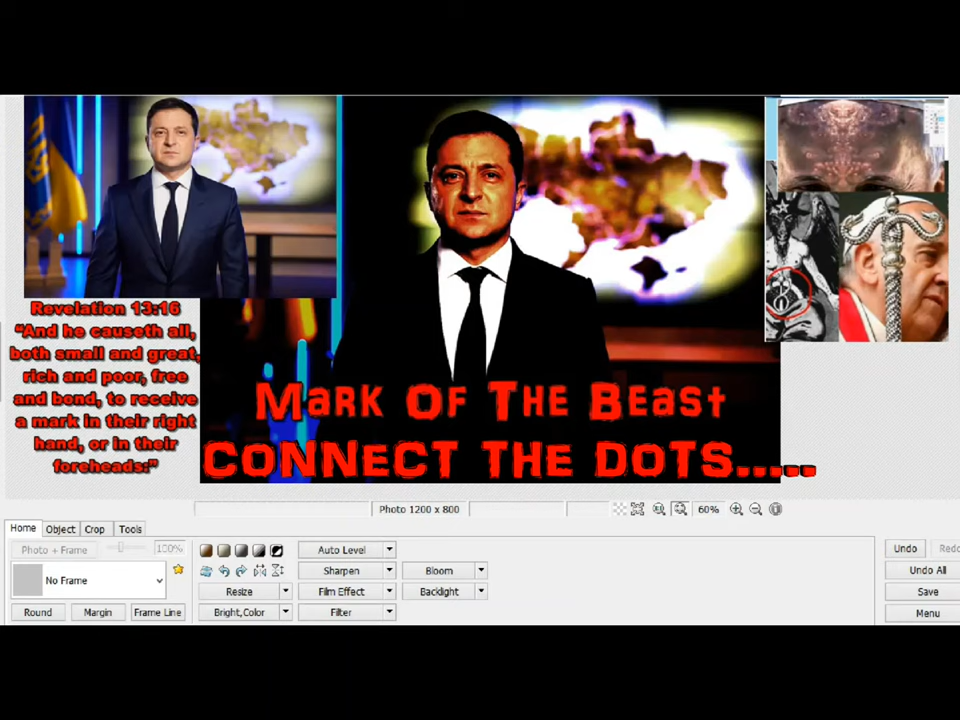 Revelation 13:16
“And he causeth all,
both small and great,
rich and poor, free
and bond, to receive
a mark in their right
hand, or in their
foreheads:”
Mark Of The Beast
CONNECT THE DOTS.....
Photo 1200 x 800
60%
Home Object Crop Tools
Photo + Frame 100%
No Frame
Round Margin Frame Line
Auto Level
Sharpen Bloom
Resize Film Effect Backlight
Bright,Color Filter
Undo Redo
Undo All
Save
Menu